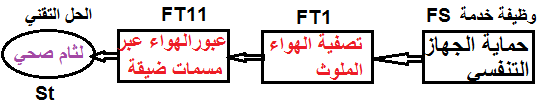 وظيفة خدمة FS
حماية الجهاز
التنفسي
FT1
تصفية الهواء
الملوث
FT11
عبورالهواء عبر
مسمات ضيقة
الحل التقني
لثام صحي
St